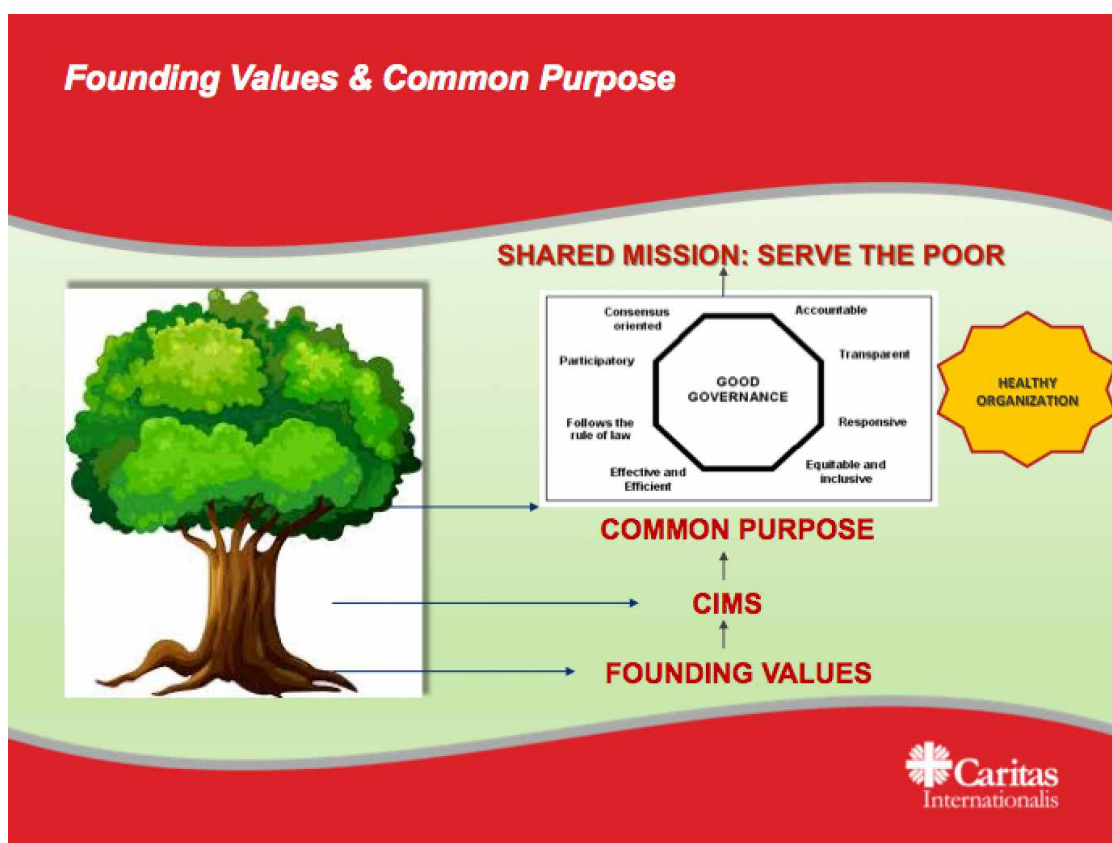 Founding Values & Common Purpose
SHARED MISSION: SERVE THE POOR
Consensus
oriented
Accountable
Participatory
Transparent
GOOD
GOVERNANCE
HEALTHY
ORGANIZATION
Follows the
rule of law
Responsive
Effective and
Efficient
Equitable and
inclusive
COMMON PURPOSE
CIMS
FOUNDING VALUES
Caritas
Internationalis